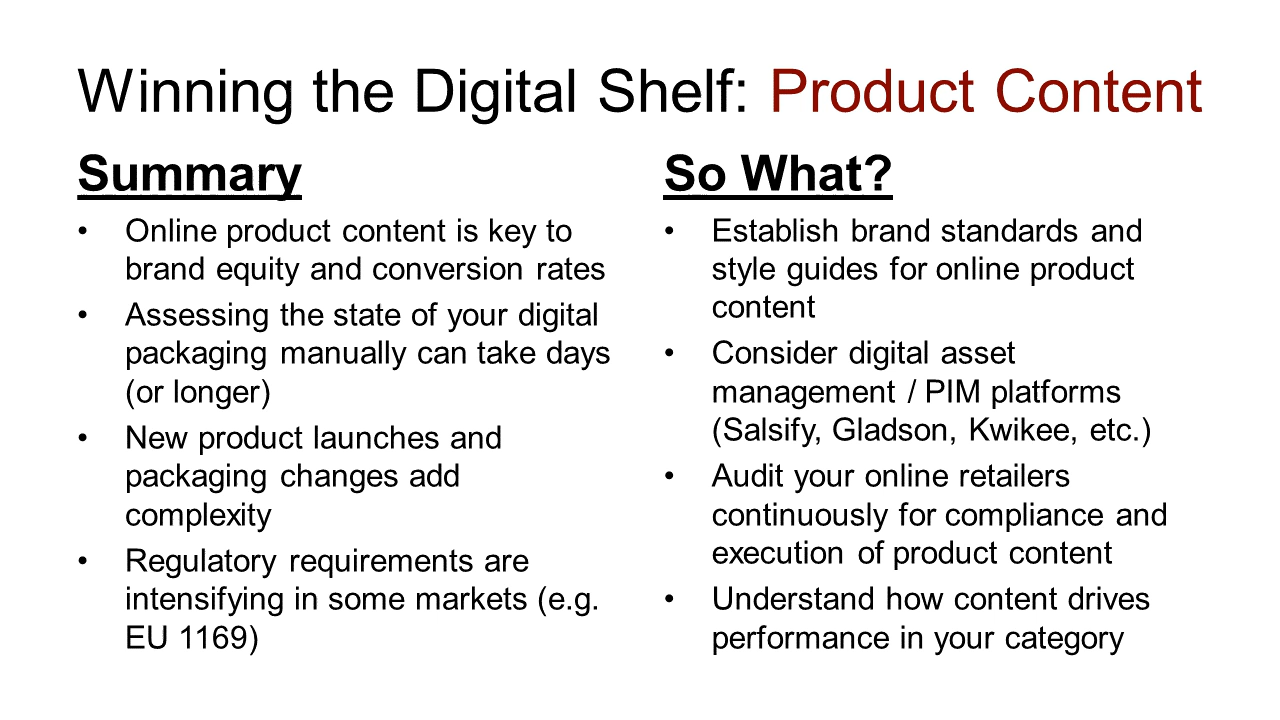 Winning the Digital Shelf: Product Content
Summary
• Online product content is key to
brand equity and conversion rates
• Assessing the state of your digital
packaging manually can take days
(or longer)
• New product launches and
packaging changes add
complexity
• Regulatory requirements are
intensifying in some markets (e.g.
EU 1169)
So What?
• Establish brand standards and
style guides for online product
content
• Consider digital asset
management / PIM platforms
(Salsify, Gladson, Kwikee, etc.)
• Audit your online retailers
continuously for compliance and
execution of product content
• Understand how content drives
performance in your category